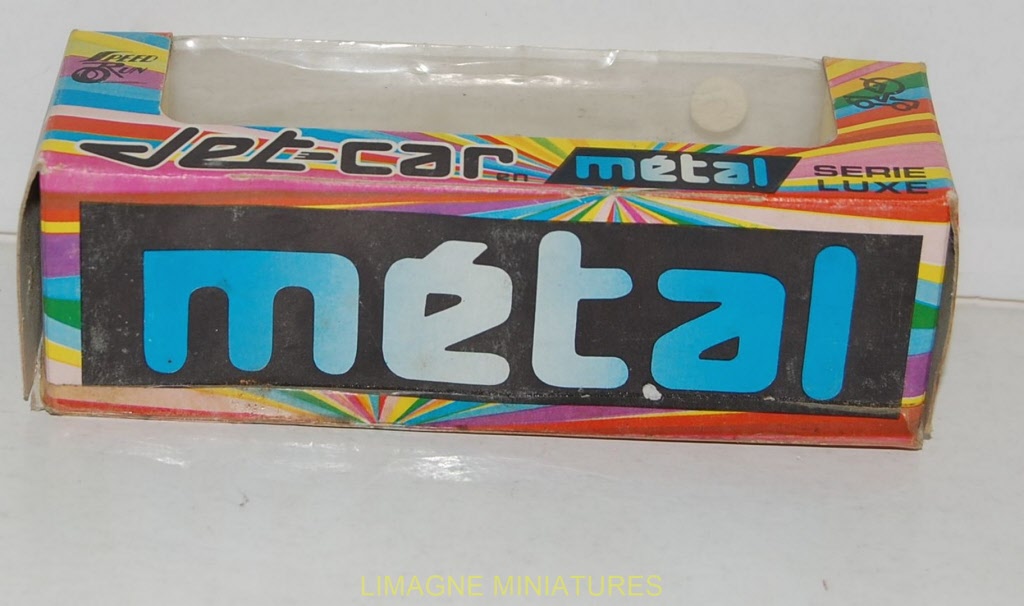 SPEED
RUN
Jet-car en métal
SERIE
LUXE
métal
LIMAGNE MINIATURES